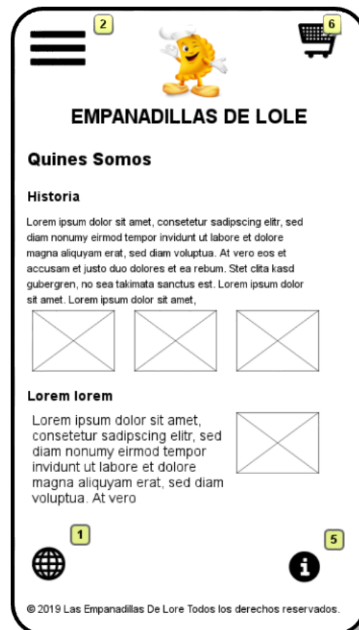 2
6
EMPANADILLAS DE LOLE
Quines Somos
Historia
Lorem ipsum dolor sit amet, consetetur sadipscing elitr, sed
diam nonumy eirmod tempor invidunt ut labore et dolore
magna aliquyam erat, sed diam voluptua. At vero eos et
accusam et justo duo dolores et ea rebum. Stet clita kasd
gubergren, no sea takimata sanctus est. Lorem ipsum dolor
sit amet. Lorem ipsum dolor sit amet,
Lorem lorem
Lorem ipsum dolor sit amet,
consetetur sadipscing elitr, sed
diam nonumy eirmod tempor
invidunt ut labore et dolore
magna aliquyam erat, sed diam
voluptua. At vero
1
5
i
© 2019 Las Empanadillas De Lore Todos los derechos reservados.